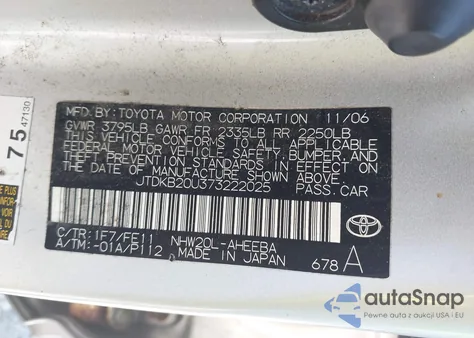 MFD. BY: TOYOTA MOTOR CORPORATION 11/06
GVWR 3795LB GAWR FR 2335LB RR 2250LB
THIS VEHICLE CONFORMS TO ALL APPLICABLE
FEDERAL MOTOR VEHICLE SAFETY, BUMPER, AND
THEFT PREVENTION STANDARDS IN EFFECT ON
THE DATE OF MANUFACTURE SHOWN ABOVE.
JTDKB20U373222025 PASS-CAR
C/TR: 1F7/FE11 NHW20L-AHEEBA
A/TM: -01A/P112 MADE IN JAPAN
678 A
75 47130
autoSnap
Pewne auta z USA